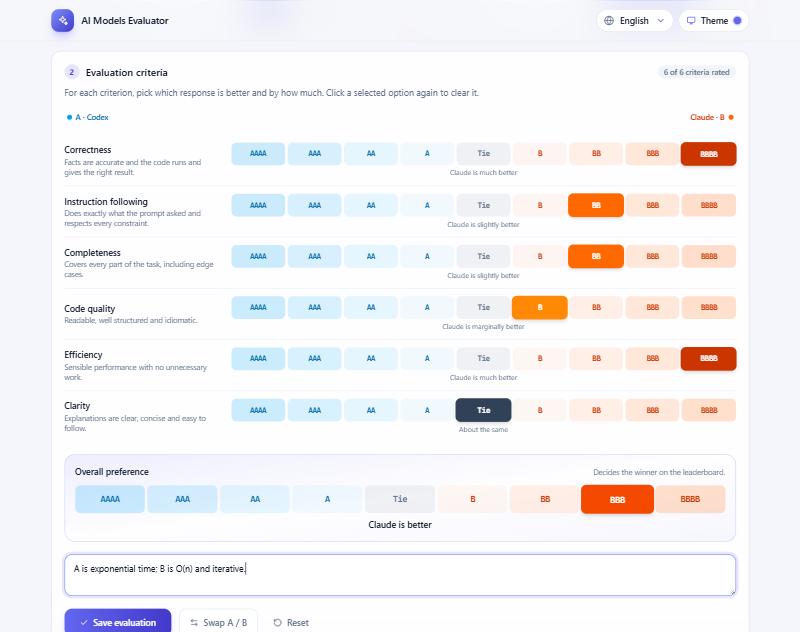 AI Models Evaluator
English
Theme
2 Evaluation criteria
6 of 6 criteria rated
For each criterion, pick which response is better and by how much. Click a selected option again to clear it.
A · Codex
Claude · B
Correctness
Facts are accurate and the code runs and
gives the right result.
AAAA AAA AA A Tie B BB BBB BBBB
Claude is much better
Instruction following
Does exactly what the prompt asked and
respects every constraint.
AAAA AAA AA A Tie B BB BBB BBBB
Claude is slightly better
Completeness
Covers every part of the task, including edge
cases.
AAAA AAA AA A Tie B BB BBB BBBB
Claude is slightly better
Code quality
Readable, well structured and idiomatic.
AAAA AAA AA A Tie B BB BBB BBBB
Claude is marginally better
Efficiency
Sensible performance with no unnecessary
work.
AAAA AAA AA A Tie B BB BBB BBBB
Claude is much better
Clarity
Explanations are clear, concise and easy to
follow.
AAAA AAA AA A Tie B BB BBB BBBB
About the same
Overall preference
Decides the winner on the leaderboard.
AAAA AAA AA A Tie B BB BBB BBBB
Claude is better
A is exponential time; B is O(n) and iterative.
Save evaluation
Swap A / B
Reset